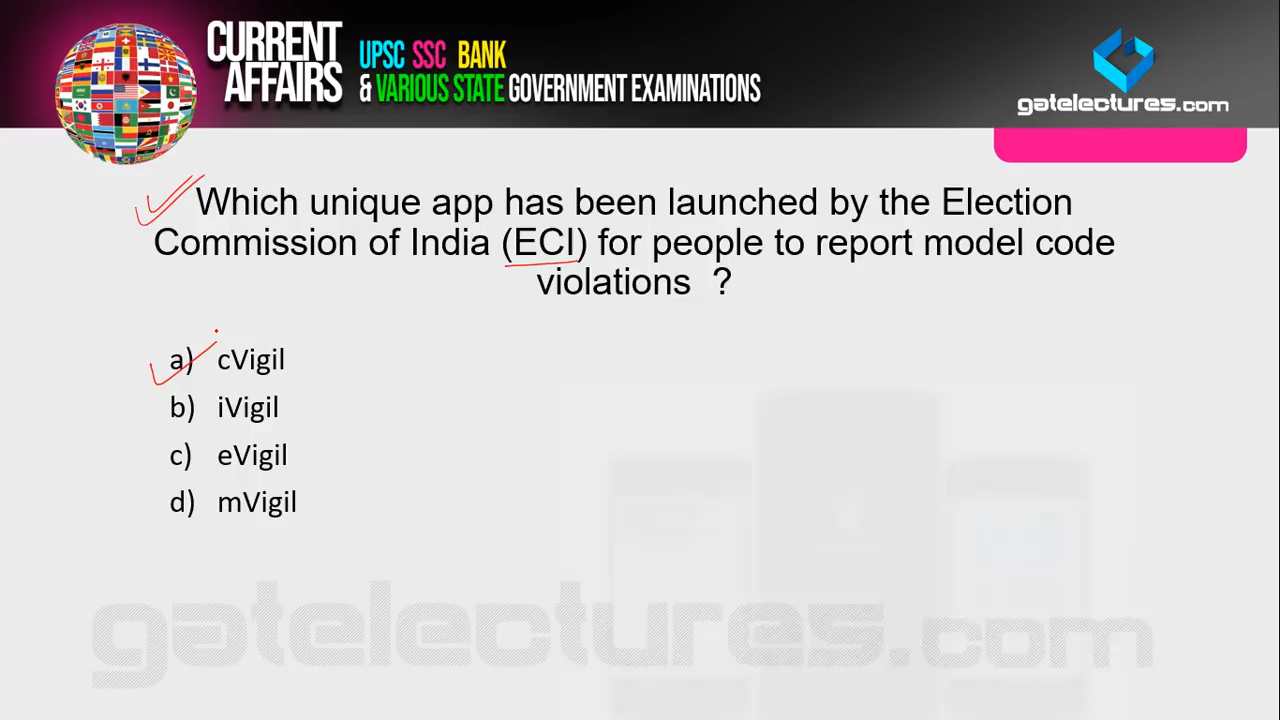 CURRENT
AFFAIRS
UPSC SSC BANK
& VARIOUS STATE GOVERNMENT EXAMINATIONS
gatelectures.com
Which unique app has been launched by the Election
Commission of India (ECI) for people to report model code
violations ?
a) cVigil
b) iVigil
c) eVigil
d) mVigil
gatelectures.com